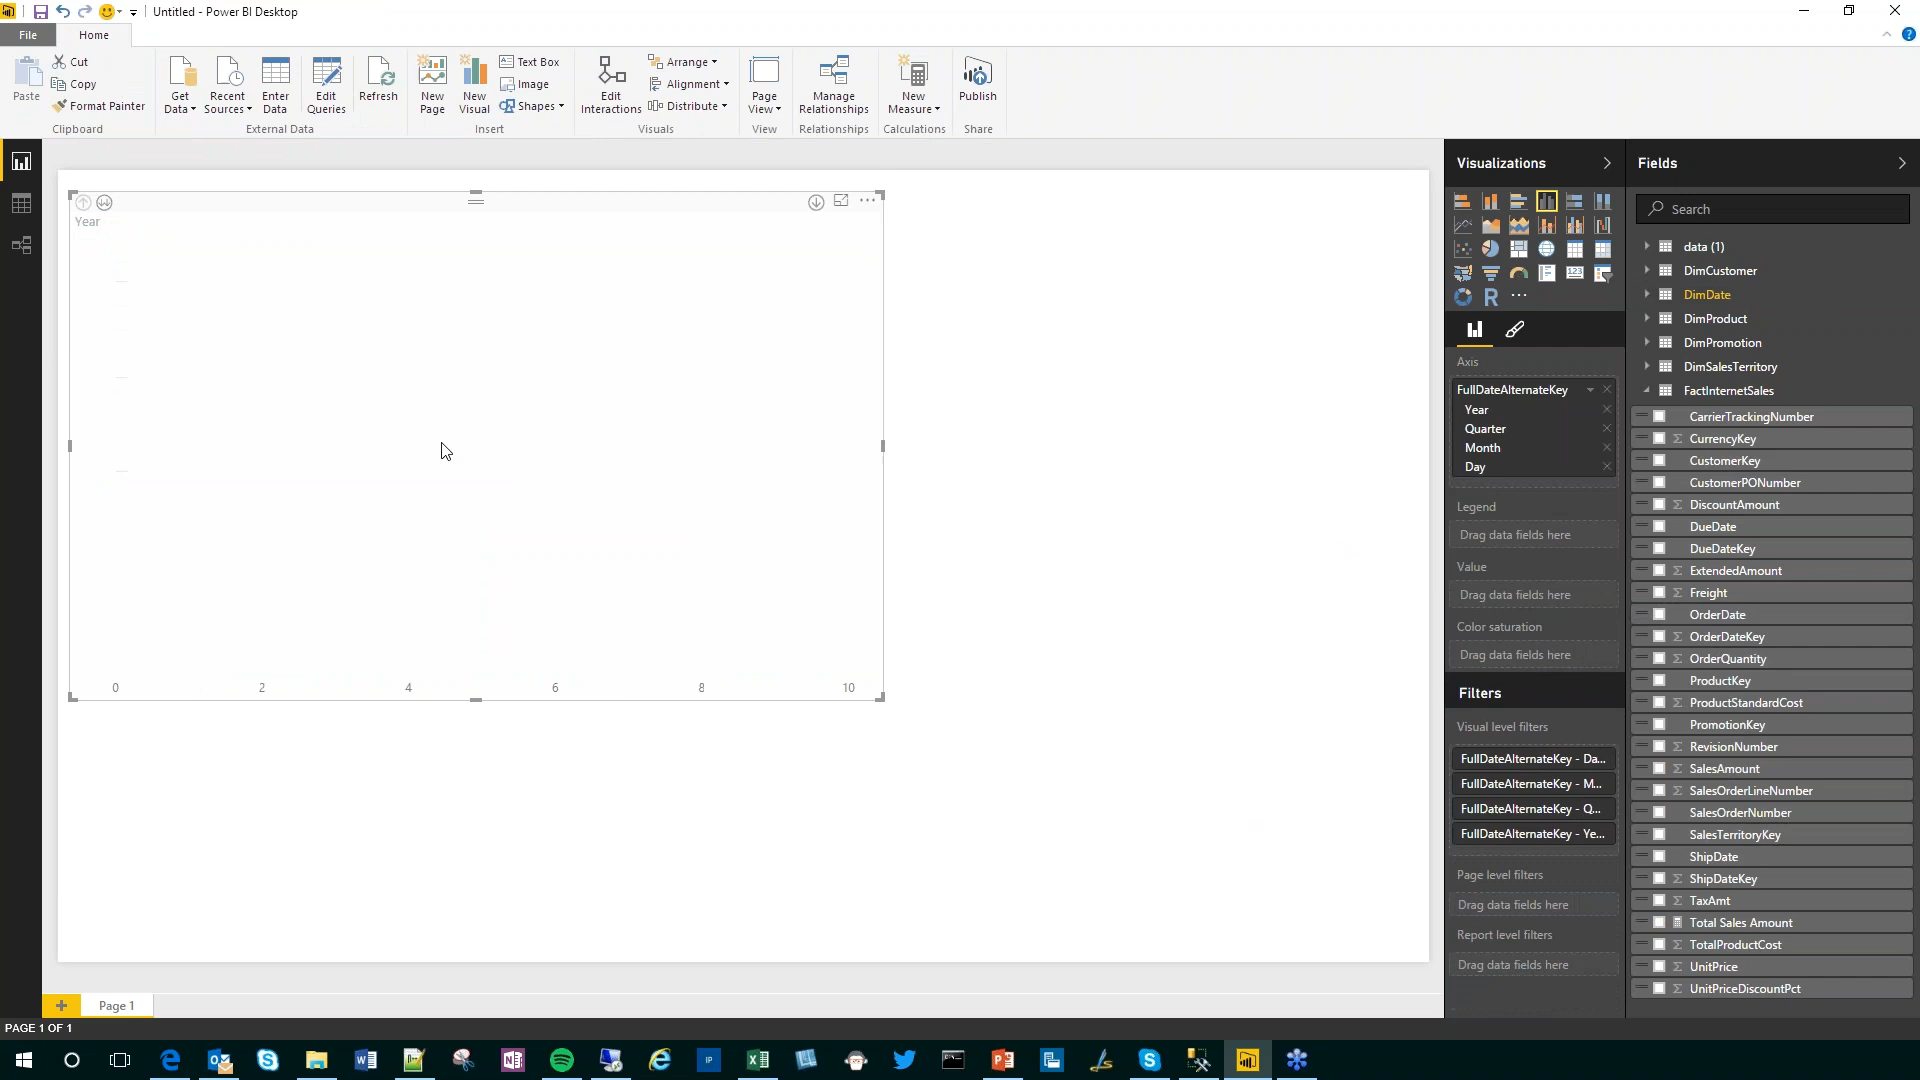 Untitled - Power BI Desktop
File
Home
Paste
Cut
Copy
Format Painter
Clipboard
Get Data
Recent Sources
Enter Data
Edit Queries
Refresh
External Data
New Page
New Visual
Text Box
Image
Shapes
Insert
Edit Interactions
Arrange
Alignment
Distribute
Visuals
Page View
View
Manage Relationships
Relationships
New Measure
Calculations
Publish
Share
Year
0 2 4 6 8 10
Visualizations
Axis
FullDateAlternateKey
Year
Quarter
Month
Day
Legend
Drag data fields here
Value
Drag data fields here
Color saturation
Drag data fields here
Filters
Visual level filters
FullDateAlternateKey - Da...
FullDateAlternateKey - M...
FullDateAlternateKey - Q...
FullDateAlternateKey - Ye...
Page level filters
Drag data fields here
Report level filters
Drag data fields here
Fields
Search
data (1)
DimCustomer
DimDate
DimProduct
DimPromotion
DimSalesTerritory
FactInternetSales
CarrierTrackingNumber
CurrencyKey
CustomerKey
CustomerPONumber
DiscountAmount
DueDate
DueDateKey
ExtendedAmount
Freight
OrderDate
OrderDateKey
OrderQuantity
ProductKey
ProductStandardCost
PromotionKey
RevisionNumber
SalesAmount
SalesOrderLineNumber
SalesOrderNumber
SalesTerritoryKey
ShipDate
ShipDateKey
TaxAmt
Total Sales Amount
TotalProductCost
UnitPrice
UnitPriceDiscountPct
Page 1
PAGE 1 OF 1